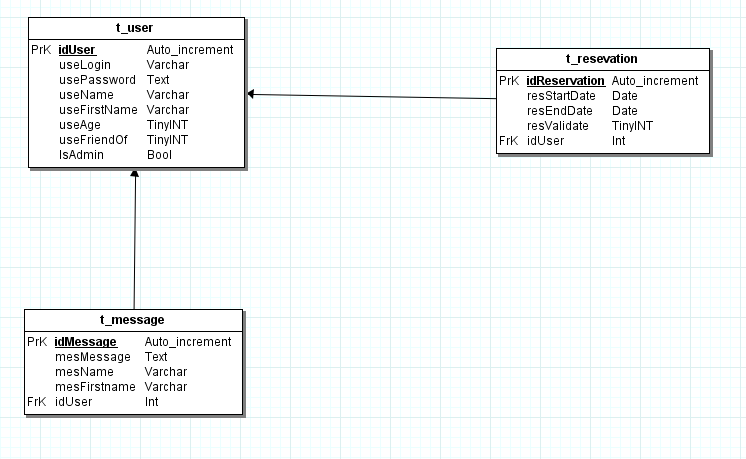 t_user
PrK idUser Auto_increment
useLogin Varchar
usePassword Text
useName Varchar
useFirstName Varchar
useAge TinyINT
useFriendOf TinyINT
IsAdmin Bool
t_resevation
PrK idReservation Auto_increment
resStartDate Date
resEndDate Date
resValidate TinyINT
FrK idUser Int
t_message
PrK idMessage Auto_increment
mesMessage Text
mesName Varchar
mesFirstname Varchar
FrK idUser Int